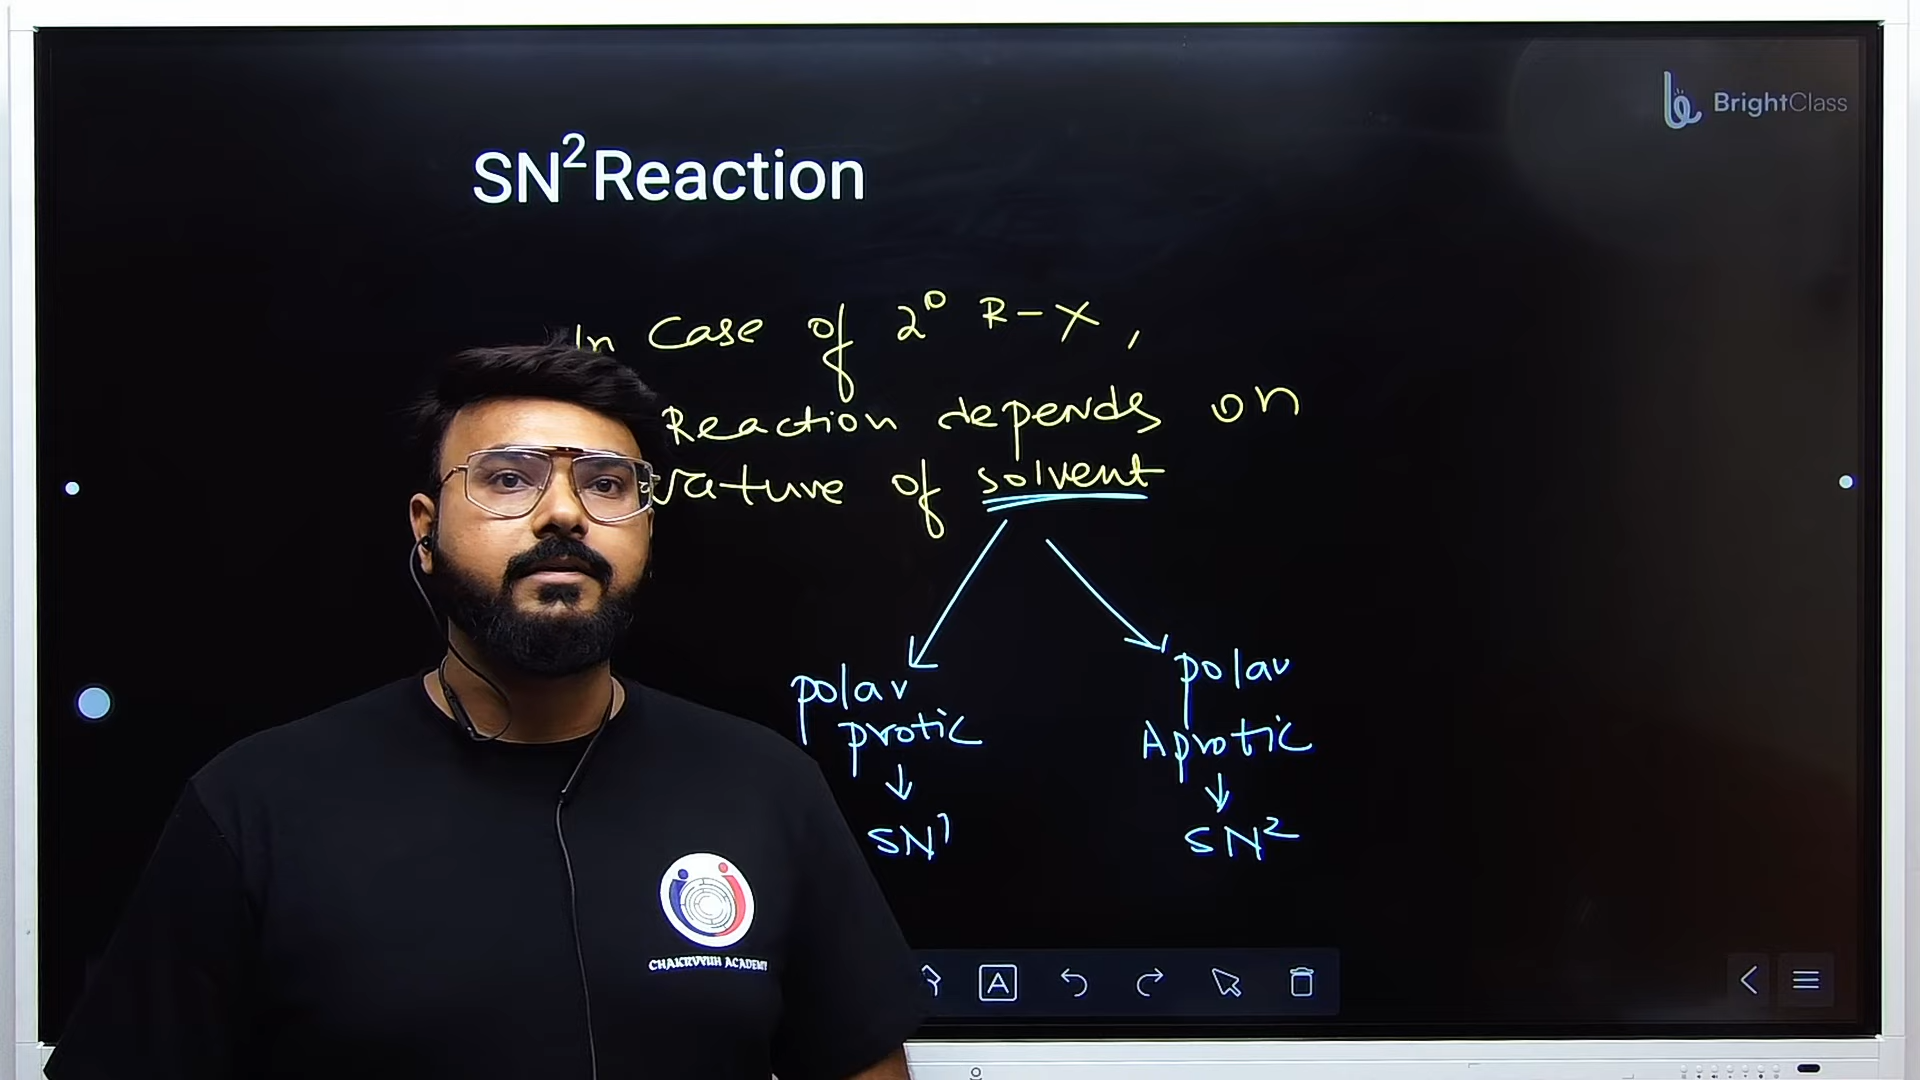 BrightClass
SN² Reaction
In Case of 2° R-X,
Reaction depends on
nature of solvent
polar
protic
SN¹
polar
Aprotic
SN²
CHAKRVYUH ACADEMY
A